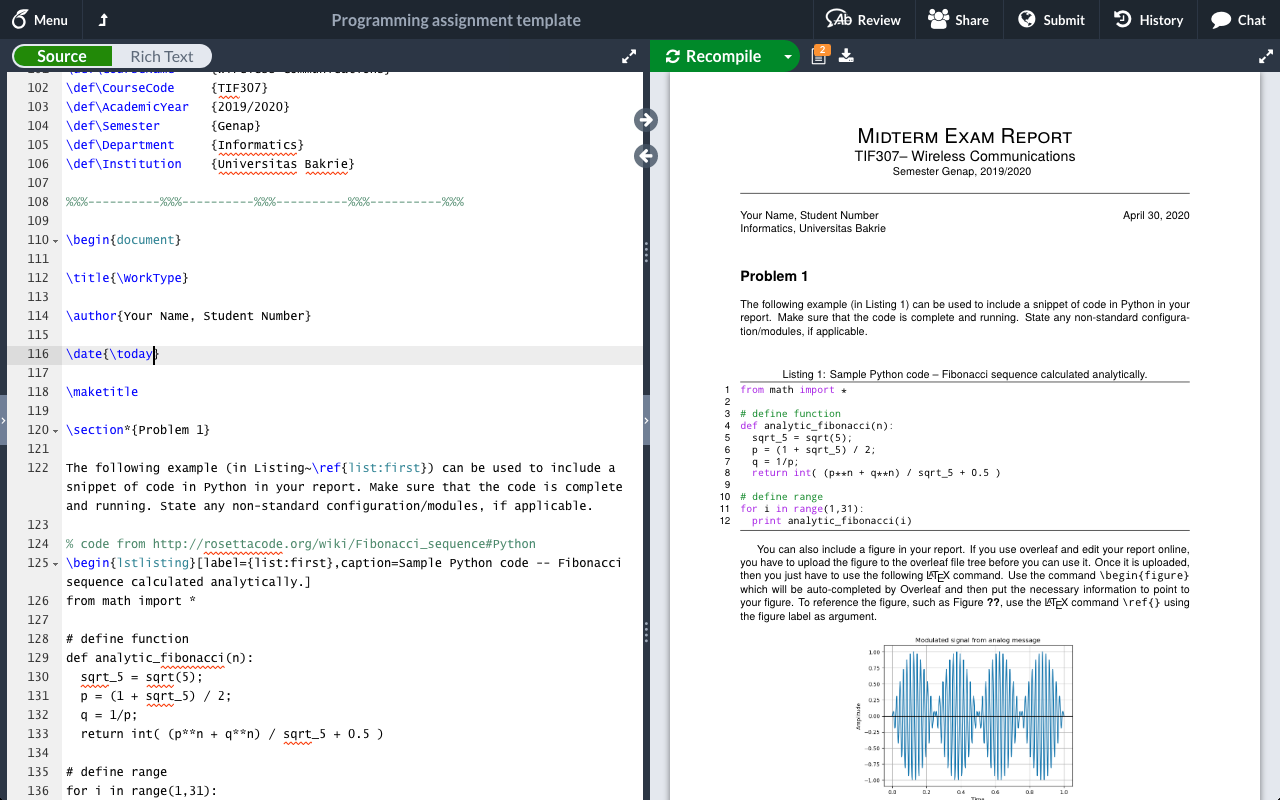 Menu
Programming assignment template
Review
Share
Submit
History
Chat
Source
Rich Text
Recompile
2
102 \def\CourseCode {TIF307}
103 \def\AcademicYear {2019/2020}
104 \def\Semester {Genap}
105 \def\Department {Informatics}
106 \def\Institution {Universitas Bakrie}
107
108 %%%----------%%%----------%%%----------%%%----------%%%
109
110 \begin{document}
111
112 \title{\WorkType}
113
114 \author{Your Name, Student Number}
115
116 \date{\today}
117
118 \maketitle
119
120 \section*{Problem 1}
121
122 The following example (in Listing~\ref{list:first}) can be used to include a
snippet of code in Python in your report. Make sure that the code is complete
and running. State any non-standard configuration/modules, if applicable.
123
124 % code from http://rosettacode.org/wiki/Fibonacci_sequence#Python
125 \begin{lstlisting}[label={list:first},caption=Sample Python code -- Fibonacci
sequence calculated analytically.]
126 from math import *
127
128 # define function
129 def analytic_fibonacci(n):
130 sqrt_5 = sqrt(5);
131 p = (1 + sqrt_5) / 2;
132 q = 1/p;
133 return int( (p**n + q**n) / sqrt_5 + 0.5 )
134
135 # define range
136 for i in range(1,31):
MIDTERM EXAM REPORT
TIF307– Wireless Communications
Semester Genap, 2019/2020
Your Name, Student Number April 30, 2020
Informatics, Universitas Bakrie
Problem 1
The following example (in Listing 1) can be used to include a snippet of code in Python in your
report. Make sure that the code is complete and running. State any non-standard configura-
tion/modules, if applicable.
Listing 1: Sample Python code – Fibonacci sequence calculated analytically.
1 from math import *
2
3 # define function
4 def analytic_fibonacci(n):
5 sqrt_5 = sqrt(5);
6 p = (1 + sqrt_5) / 2;
7 q = 1/p;
8 return int( (p**n + q**n) / sqrt_5 + 0.5 )
9
10 # define range
11 for i in range(1,31):
12 print analytic_fibonacci(i)
You can also include a figure in your report. If you use overleaf and edit your report online,
you have to upload the figure to the overleaf file tree before you can use it. Once it is uploaded,
then you just have to use the following LATEX command. Use the command \begin{figure}
which will be auto-completed by Overleaf and then put the necessary information to point to
your figure. To reference the figure, such as Figure ??, use the LATEX command \ref{} using
the figure label as argument.
Modulated signal from analog message
1.00
0.75
0.50
0.25
0.00
−0.25
−0.50
−0.75
−1.00
Amplitude
0.0 0.2 0.4 0.6 0.8 1.0